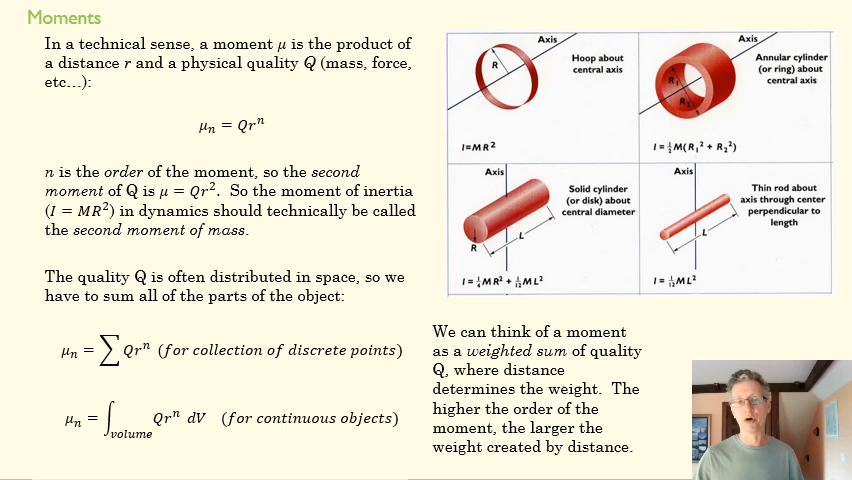 Moments
In a technical sense, a moment μ is the product of
a distance r and a physical quality Q (mass, force,
etc…):
μₙ = Qrⁿ
n is the order of the moment, so the second
moment of Q is μ = Qr². So the moment of inertia
(I = MR²) in dynamics should technically be called
the second moment of mass.
The quality Q is often distributed in space, so we
have to sum all of the parts of the object:
μₙ = ∑ Qrⁿ (for collection of discrete points)
μₙ = ∫volume Qrⁿ dV (for continuous objects)
Axis
R
Hoop about
central axis
I=MR²
Axis
R₁
R₂
Annular cylinder
(or ring) about
central axis
I = ½M(R₁² + R₂²)
Axis
Solid cylinder
(or disk) about
central diameter
R
L
I = ¼MR² + 1/12 ML²
Axis
Thin rod about
axis through center
perpendicular to
length
L
I = 1/12 ML²
We can think of a moment
as a weighted sum of quality
Q, where distance
determines the weight. The
higher the order of the
moment, the larger the
weight created by distance.